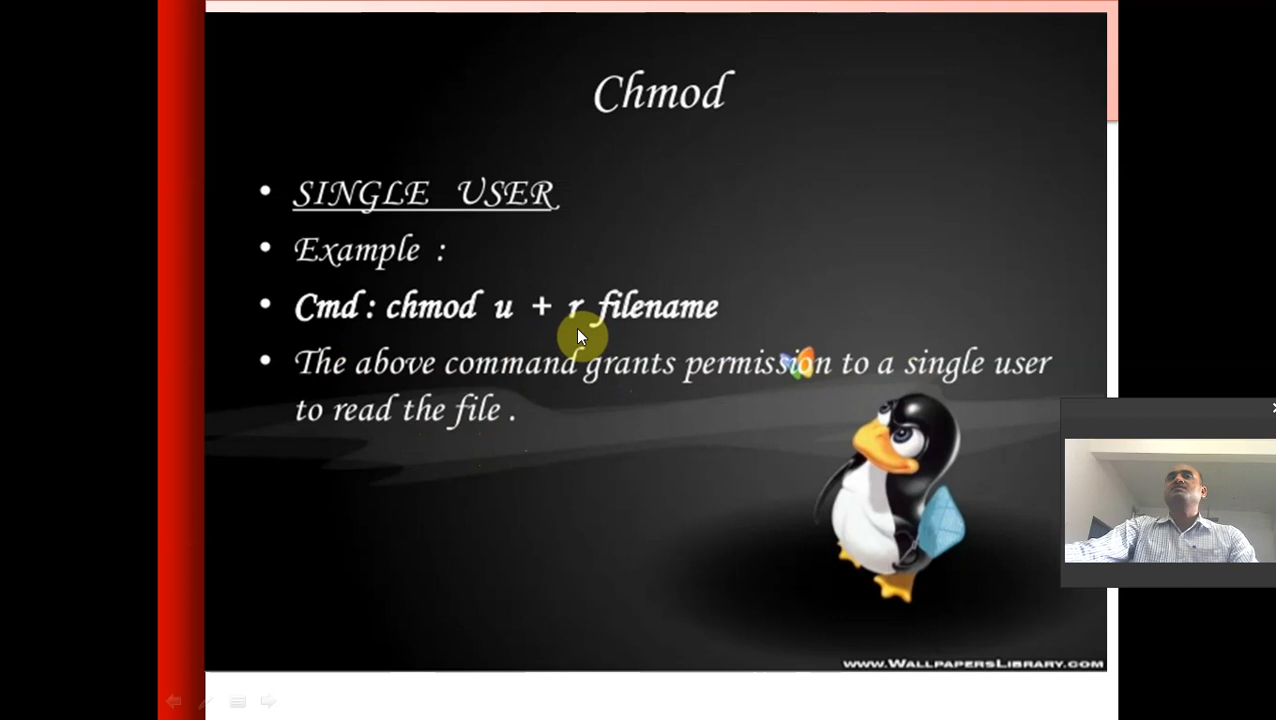 Chmod
• SINGLE USER
• Example :
• Cmd : chmod u + r filename
• The above command grants permission to a single user
to read the file .
WWW.WALLPAPERSLIBRARY.COM